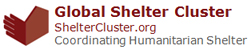 Global Shelter Cluster
ShelterCluster.org
Coordinating Humanitarian Shelter